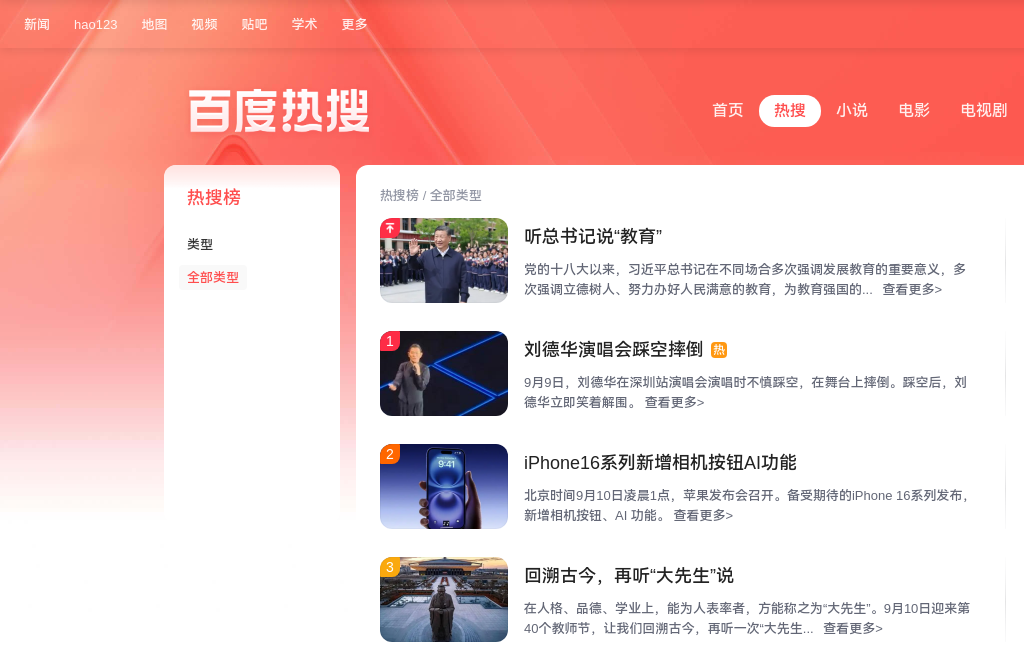 新闻 hao123 地图 视频 贴吧 学术 更多
百度热搜
首页 热搜 小说 电影 电视剧
热搜榜
类型
全部类型
热搜榜 / 全部类型
听总书记说“教育”
党的十八大以来，习近平总书记在不同场合多次强调发展教育的重要意义，多
次强调立德树人、努力办好人民满意的教育，为教育强国的... 查看更多>
1
刘德华演唱会踩空摔倒 热
9月9日，刘德华在深圳站演唱会演唱时不慎踩空，在舞台上摔倒。踩空后，刘
德华立即笑着解围。 查看更多>
2
9:41
iPhone16系列新增相机按钮AI功能
北京时间9月10日凌晨1点，苹果发布会召开。备受期待的iPhone 16系列发布，
新增相机按钮、AI 功能。 查看更多>
3
回溯古今，再听“大先生”说
在人格、品德、学业上，能为人表率者，方能称之为“大先生”。9月10日迎来第
40个教师节，让我们回溯古今，再听一次“大先生... 查看更多>